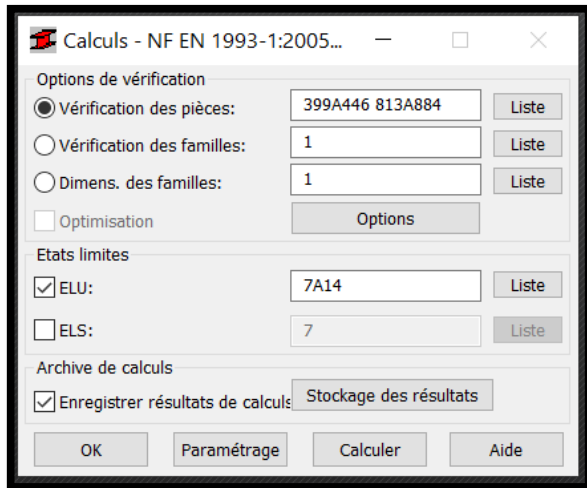 Calculs - NF EN 1993-1:2005...
Options de vérification
Vérification des pièces: 399A446 813A884 Liste
Vérification des familles: 1 Liste
Dimens. des familles: 1 Liste
Optimisation Options
Etats limites
ELU: 7A14 Liste
ELS: 7 Liste
Archive de calculs
Enregistrer résultats de calculs Stockage des résultats
OK Paramétrage Calculer Aide